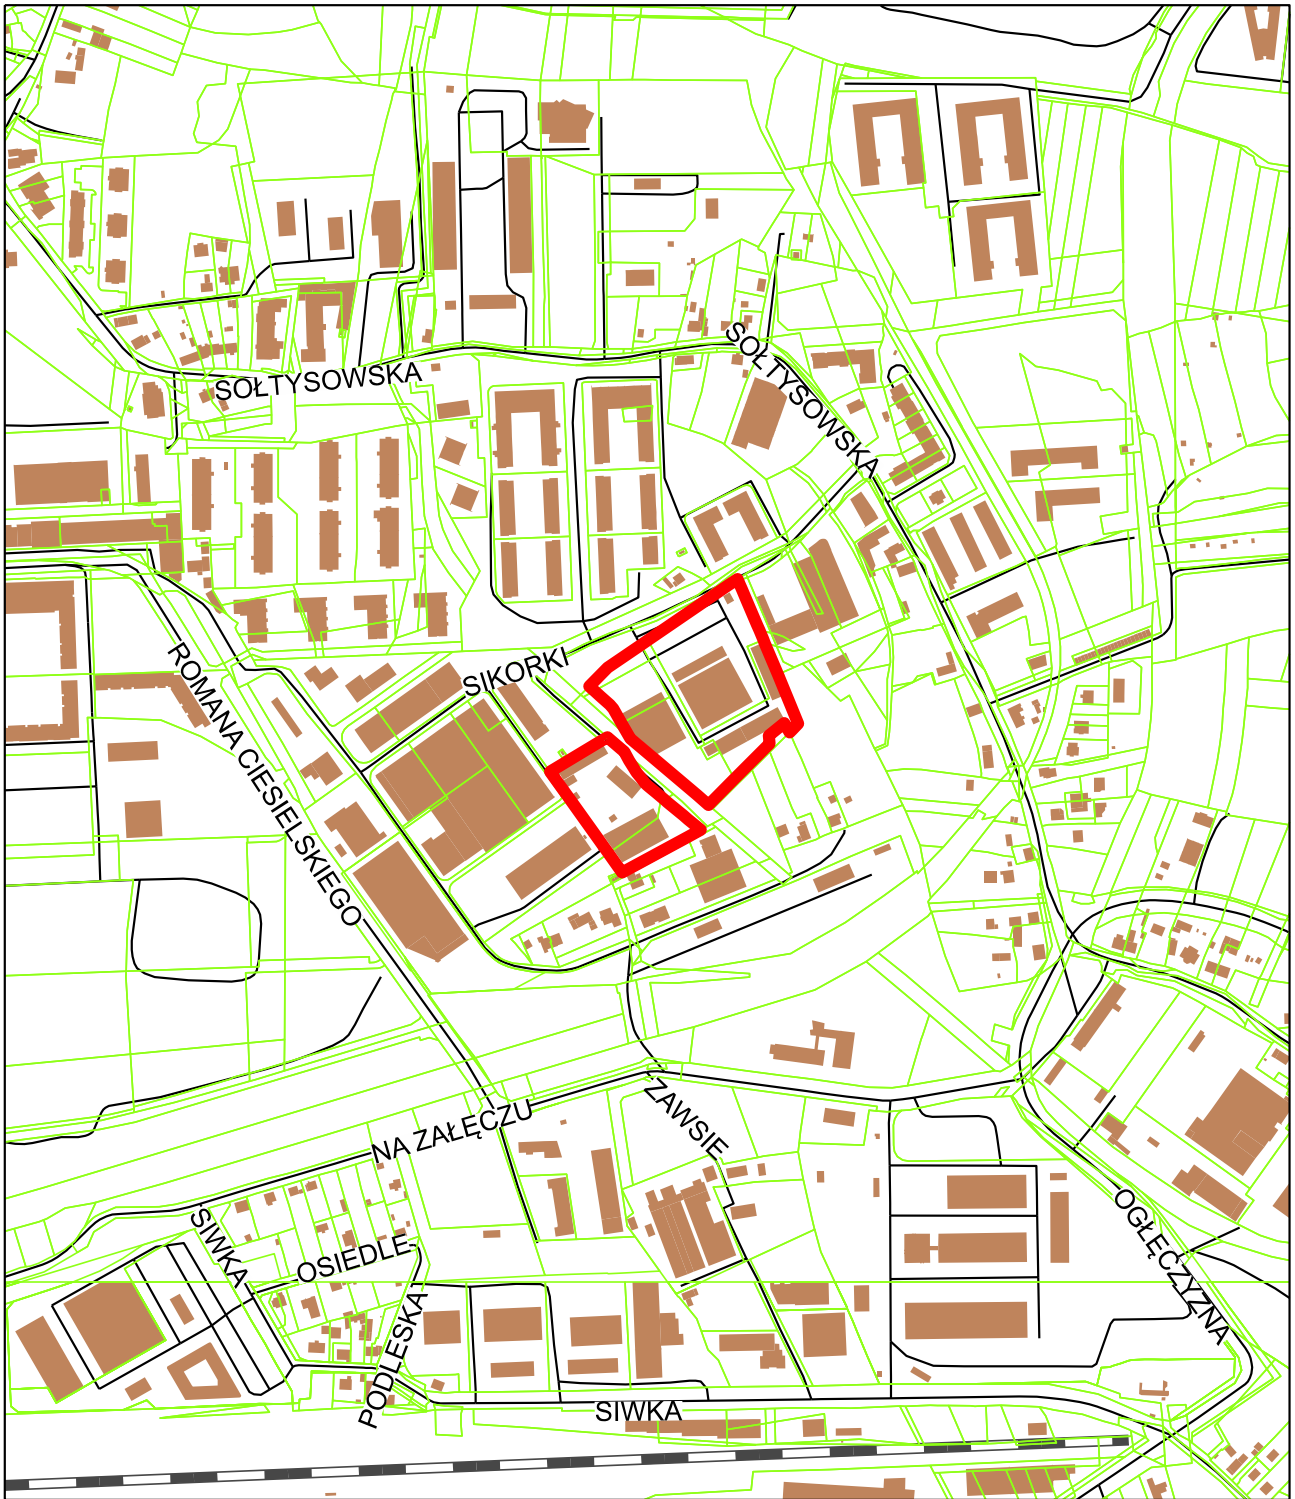 SOŁTYSOWSKA
SOŁTYSOWSKA
SIKORKI
ROMANA CIESIELSKIEGO
NA ZAŁĘCZU
ZAWSIE
SIWKA
OSIEDLE
PODLESKA
OGŁĘCZYZNA
SIWKA